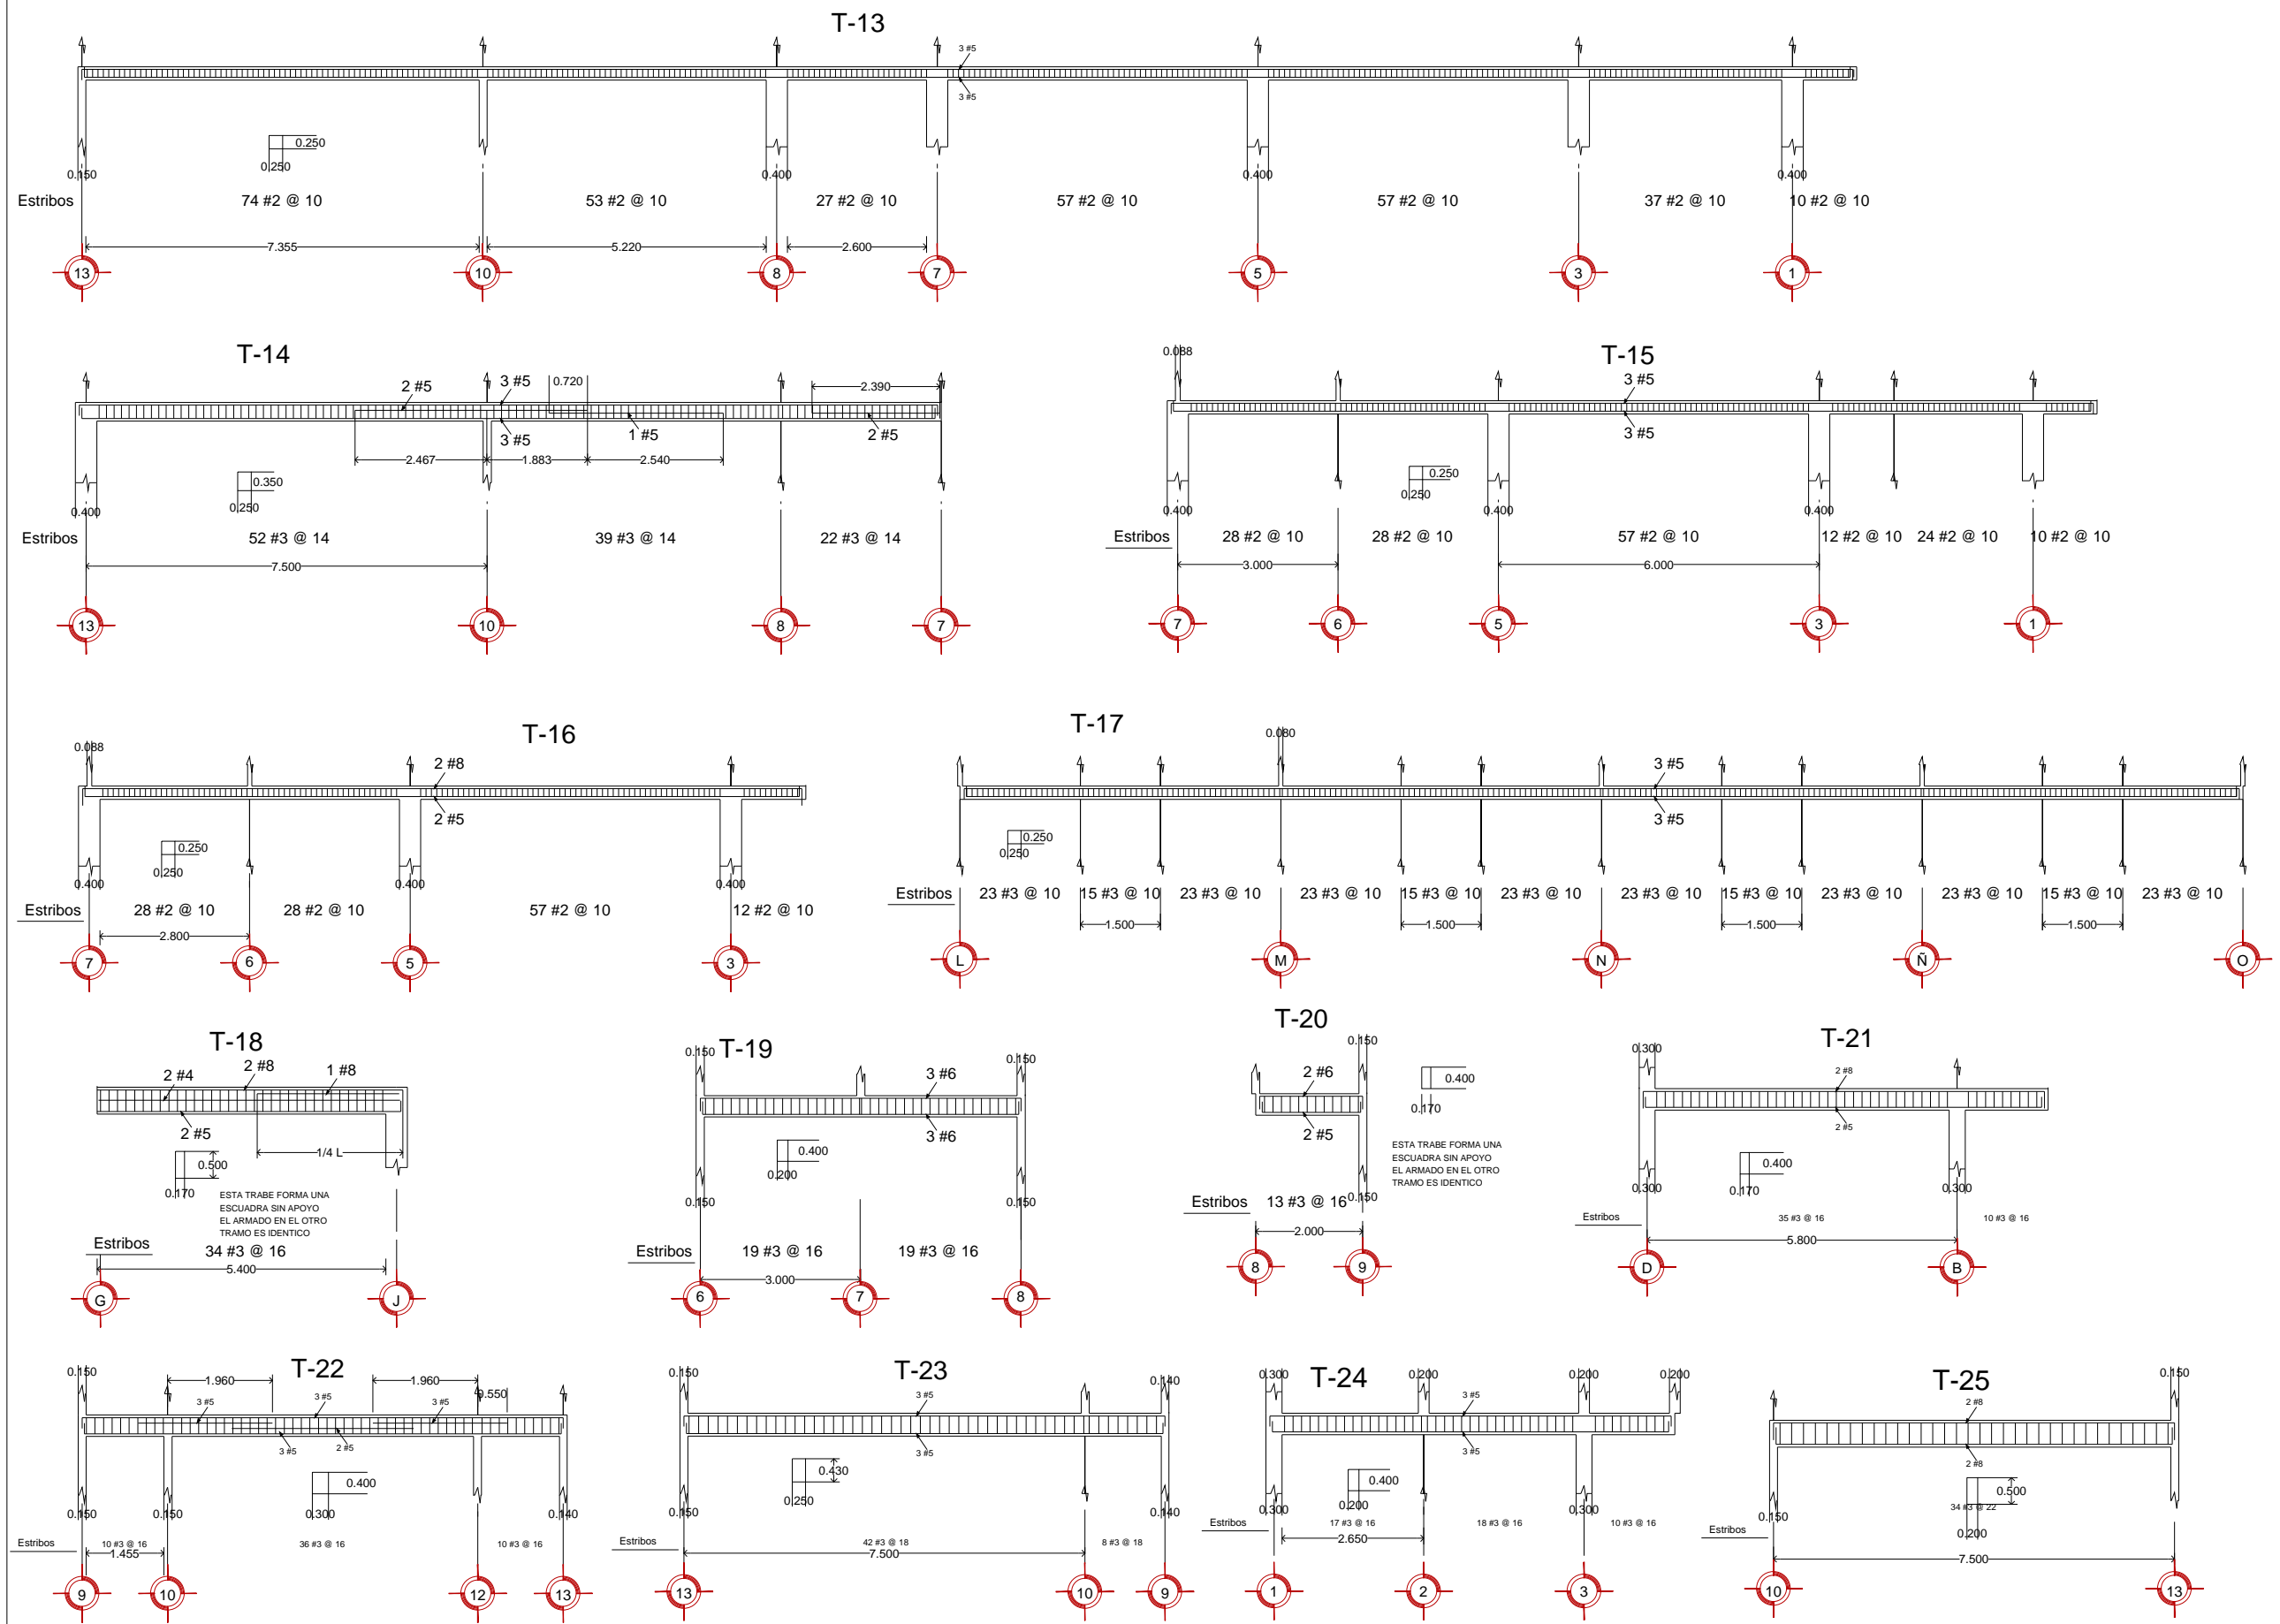 T-13
3 #5
3 #5
0.250
0.250
0.150
0.400
0.400
0.400
Estribos
74 #2 @ 10
53 #2 @ 10
27 #2 @ 10
57 #2 @ 10
57 #2 @ 10
37 #2 @ 10
10 #2 @ 10
7.355
5.220
2.600
13
10
8
7
5
3
1
T-14
2 #5
3 #5
0.720
2.390
3 #5
1 #5
2 #5
2.467
1.883
2.540
0.350
0.250
0.400
Estribos
52 #3 @ 14
39 #3 @ 14
22 #3 @ 14
7.500
13
10
8
7
T-15
0.088
3 #5
3 #5
0.250
0.250
0.400
0.400
0.400
0.400
Estribos
28 #2 @ 10
28 #2 @ 10
57 #2 @ 10
12 #2 @ 10
24 #2 @ 10
10 #2 @ 10
3.000
6.000
7
6
5
3
1
T-16
0.088
2 #8
2 #5
0.250
0.250
0.400
0.400
0.400
Estribos
28 #2 @ 10
28 #2 @ 10
57 #2 @ 10
12 #2 @ 10
2.800
7
6
5
3
T-17
0.080
3 #5
3 #5
0.250
0.250
Estribos
23 #3 @ 10
15 #3 @ 10
23 #3 @ 10
23 #3 @ 10
15 #3 @ 10
23 #3 @ 10
23 #3 @ 10
15 #3 @ 10
23 #3 @ 10
23 #3 @ 10
15 #3 @ 10
23 #3 @ 10
1.500
1.500
1.500
1.500
L
M
N
Ñ
O
T-18
2 #4
2 #8
1 #8
2 #5
1/4 L
0.500
0.170
ESTA TRABE FORMA UNA
ESCUADRA SIN APOYO
EL ARMADO EN EL OTRO
TRAMO ES IDENTICO
Estribos
34 #3 @ 16
5.400
G
J
T-19
0.150
0.150
3 #6
3 #6
0.400
0.200
0.150
0.150
Estribos
19 #3 @ 16
19 #3 @ 16
3.000
6
7
8
T-20
0.150
2 #6
2 #5
0.400
0.170
ESTA TRABE FORMA UNA
ESCUADRA SIN APOYO
EL ARMADO EN EL OTRO
TRAMO ES IDENTICO
0.150
Estribos
13 #3 @ 16
2.000
8
9
T-21
0.300
2 #8
2 #5
0.400
0.170
0.300
0.300
Estribos
35 #3 @ 16
10 #3 @ 16
5.800
D
B
T-22
0.150
1.960
1.960
0.550
3 #5
3 #5
3 #5
3 #5
2 #5
0.400
0.300
0.150
0.150
0.140
Estribos
10 #3 @ 16
36 #3 @ 16
10 #3 @ 16
1.455
9
10
12
13
T-23
0.150
0.140
3 #5
3 #5
0.430
0.250
0.150
0.140
Estribos
42 #3 @ 18
8 #3 @ 18
7.500
13
10
9
T-24
0.300
0.200
0.200
0.200
3 #5
3 #5
0.400
0.200
0.300
0.300
Estribos
17 #3 @ 16
18 #3 @ 16
10 #3 @ 16
2.650
1
2
3
T-25
0.150
2 #8
2 #8
0.500
0.200
0.150
Estribos
34 #3 @ 22
7.500
10
13